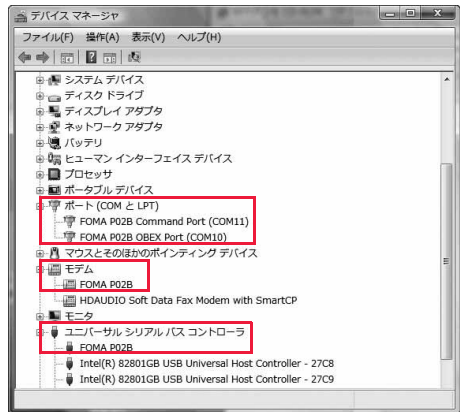 デバイス マネージャ
ファイル(F) 操作(A) 表示(V) ヘルプ(H)
システム デバイス
ディスク ドライブ
ディスプレイ アダプタ
ネットワーク アダプタ
バッテリ
ヒューマン インターフェイス デバイス
プロセッサ
ポータブル デバイス
ポート (COM と LPT)
FOMA P02B Command Port (COM11)
FOMA P02B OBEX Port (COM10)
マウスとそのほかのポインティング デバイス
モデム
FOMA P02B
HDAUDIO Soft Data Fax Modem with SmartCP
モニタ
ユニバーサル シリアル バス コントローラ
FOMA P02B
Intel(R) 82801GB USB Universal Host Controller - 27C8
Intel(R) 82801GB USB Universal Host Controller - 27C9